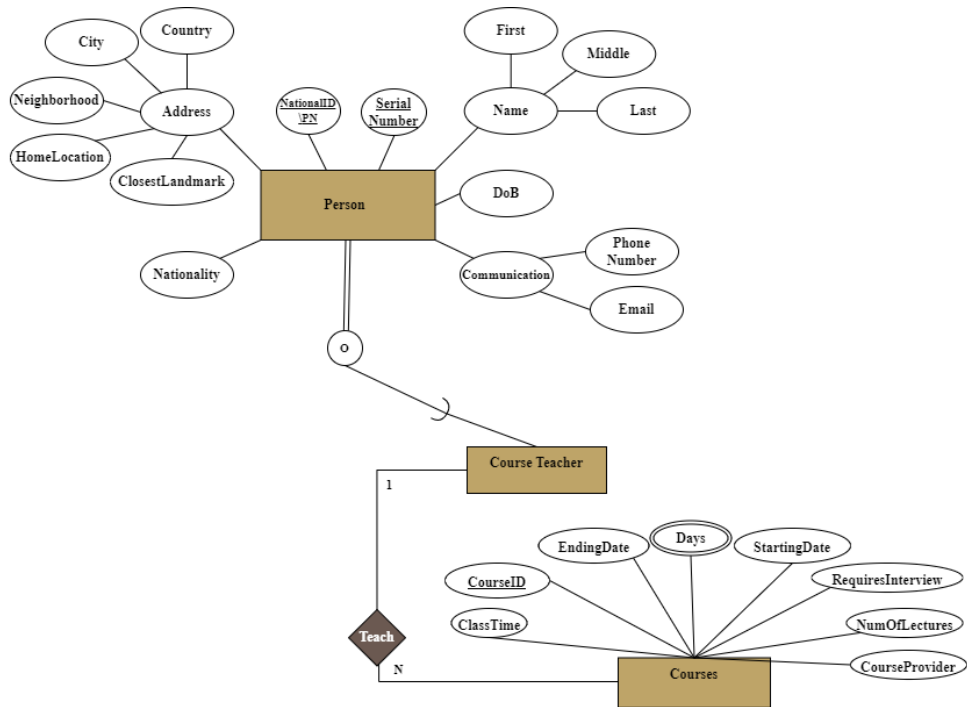 First
Country
City
Middle
Neighborhood
Address
NationalID
\PN
Serial
Number
Name
Last
HomeLocation
ClosestLandmark
Person
DoB
Nationality
Communication
Phone
Number
Email
O
Course Teacher
1
Days
EndingDate
StartingDate
CourseID
RequiresInterview
ClassTime
NumOfLectures
Teach
N
Courses
CourseProvider